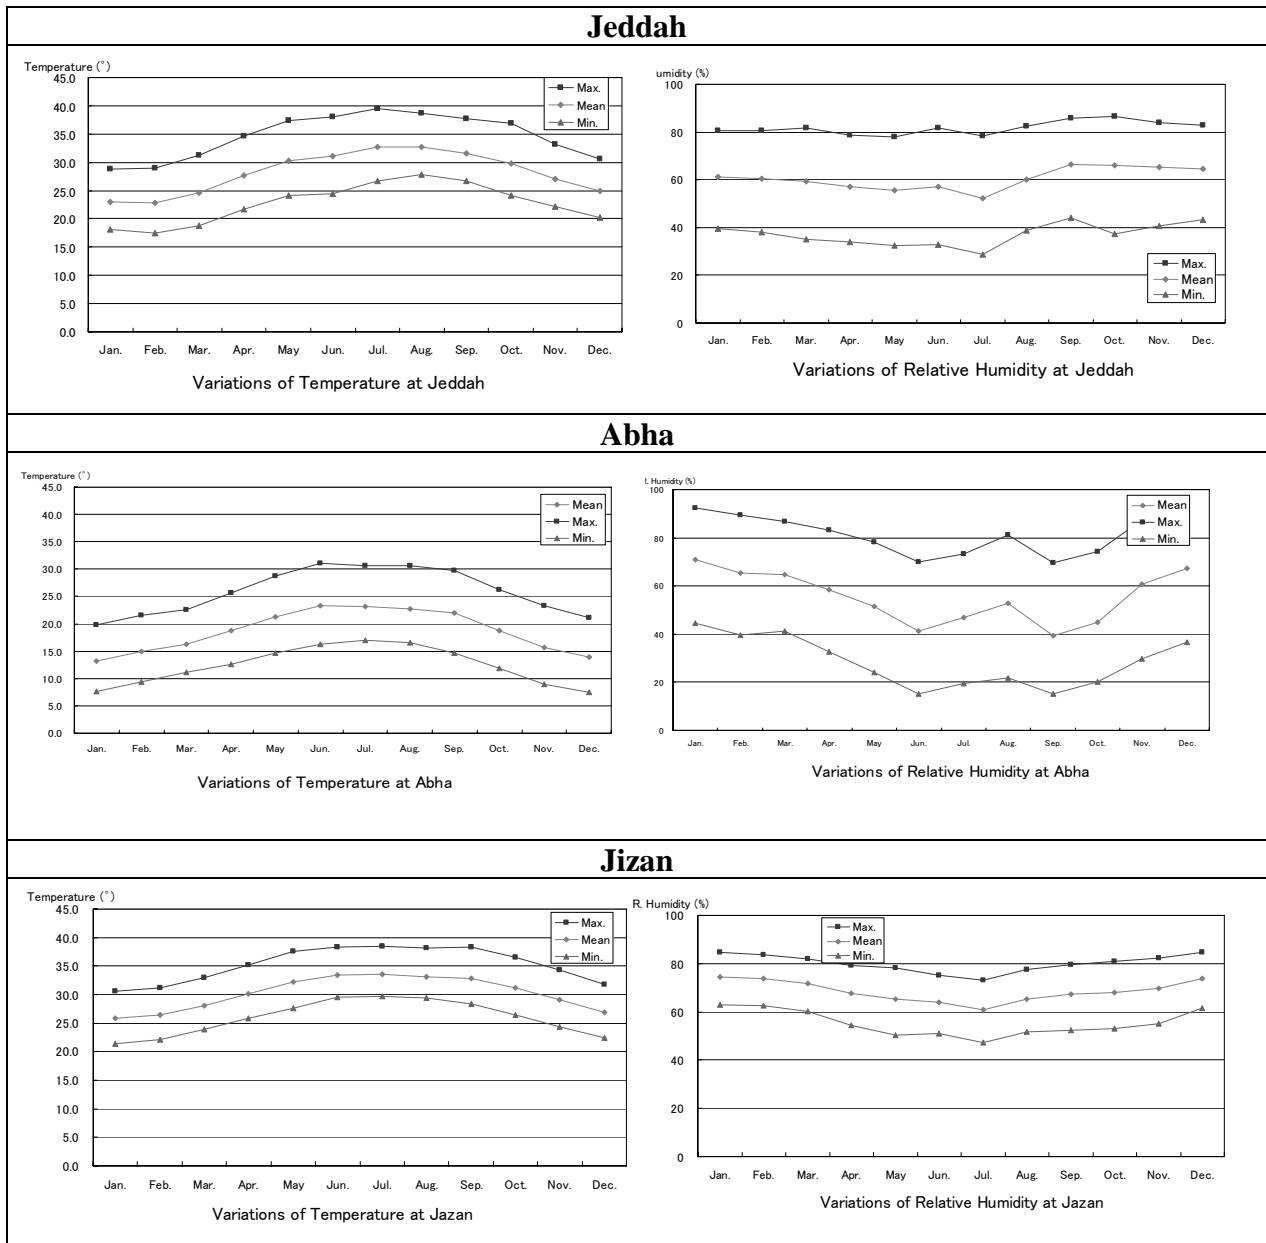 Jeddah
Temperature (°)
45.0
40.0
35.0
30.0
25.0
20.0
15.0
10.0
5.0
0.0
Max.
Mean
Min.
Jan. Feb. Mar. Apr. May Jun. Jul. Aug. Sep. Oct. Nov. Dec.
Variations of Temperature at Jeddah
umidity (%)
100
80
60
40
20
0
Max.
Mean
Min.
Jan. Feb. Mar. Apr. May Jun. Jul. Aug. Sep. Oct. Nov. Dec.
Variations of Relative Humidity at Jeddah
Abha
Temperature (°)
45.0
40.0
35.0
30.0
25.0
20.0
15.0
10.0
5.0
0.0
Mean
Max.
Min.
Jan. Feb. Mar. Apr. May Jun. Jul. Aug. Sep. Oct. Nov. Dec.
Variations of Temperature at Abha
Humidity (%)
100
80
60
40
20
0
Mean
Max.
Min.
Jan. Feb. Mar. Apr. May Jun. Jul. Aug. Sep. Oct. Nov. Dec.
Variations of Relative Humidity at Abha
Jizan
Temperature (°)
45.0
40.0
35.0
30.0
25.0
20.0
15.0
10.0
5.0
0.0
Max.
Mean
Min.
Jan. Feb. Mar. Apr. May Jun. Jul. Aug. Sep. Oct. Nov. Dec.
Variations of Temperature at Jazan
R. Humidity (%)
100
80
60
40
20
0
Max.
Mean
Min.
Jan. Feb. Mar. Apr. May Jun. Jul. Aug. Sep. Oct. Nov. Dec.
Variations of Relative Humidity at Jazan